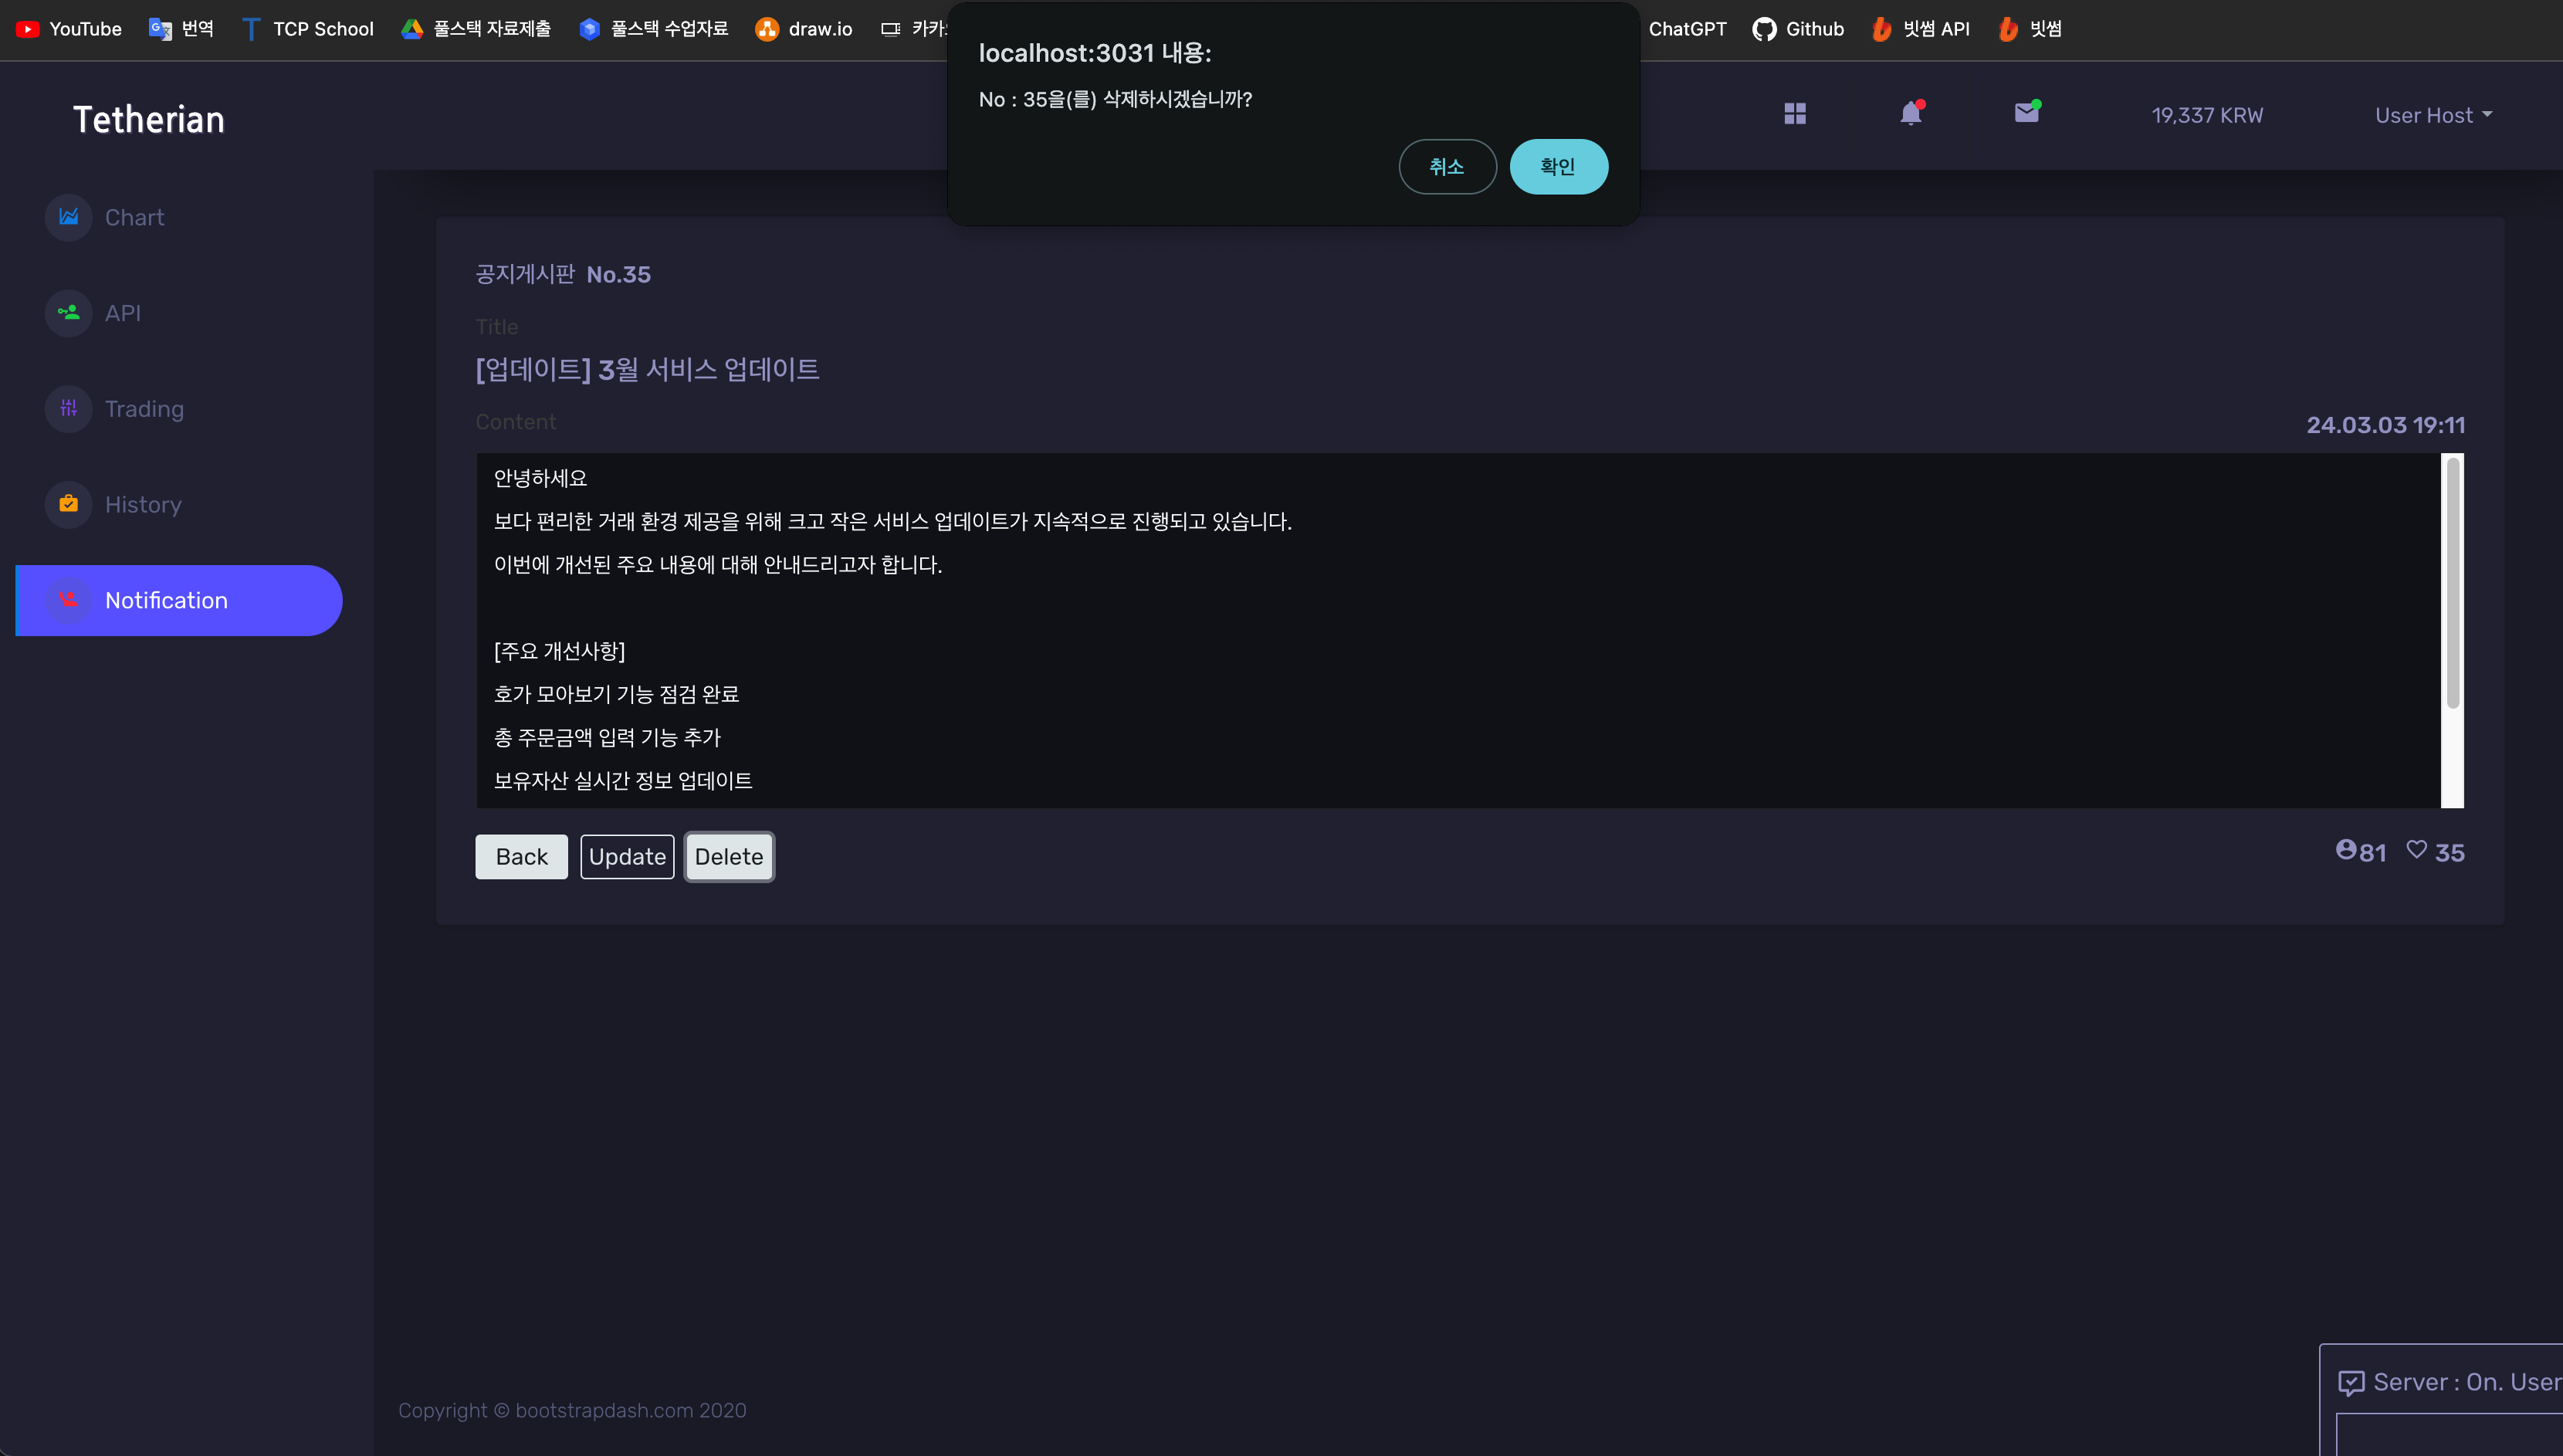 YouTube 번역 TCP School 풀스택 자료제출 풀스택 수업자료 draw.io ChatGPT Github 빗썸 API 빗썸
localhost:3031 내용:
No : 35을(를) 삭제하시겠습니까?
취소 확인
Tetherian
19,337 KRW
User Host
Chart
API
Trading
History
Notification
공지게시판 No.35
Title
[업데이트] 3월 서비스 업데이트
Content
24.03.03 19:11
안녕하세요
보다 편리한 거래 환경 제공을 위해 크고 작은 서비스 업데이트가 지속적으로 진행되고 있습니다.
이번에 개선된 주요 내용에 대해 안내드리고자 합니다.
[주요 개선사항]
호가 모아보기 기능 점검 완료
총 주문금액 입력 기능 추가
보유자산 실시간 정보 업데이트
Back Update Delete
81 35
Server : On. User
Copyright © bootstrapdash.com 2020